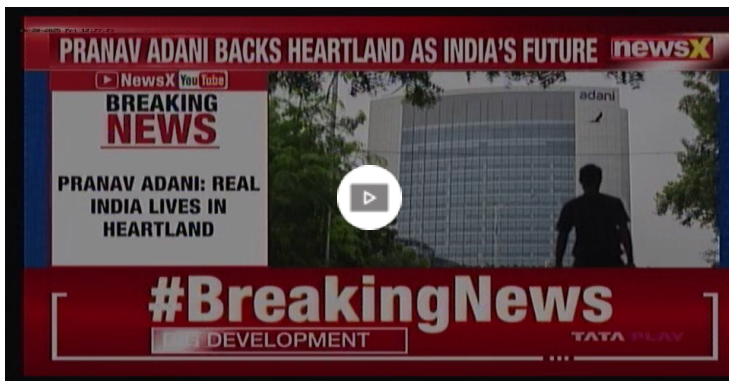 PRANAV ADANI BACKS HEARTLAND AS INDIA'S FUTURE
newsX
NewsX YouTube
BREAKING
NEWS
adani
PRANAV ADANI: REAL
INDIA LIVES IN
HEARTLAND
#BreakingNews
DEVELOPMENT
TATA PLAY